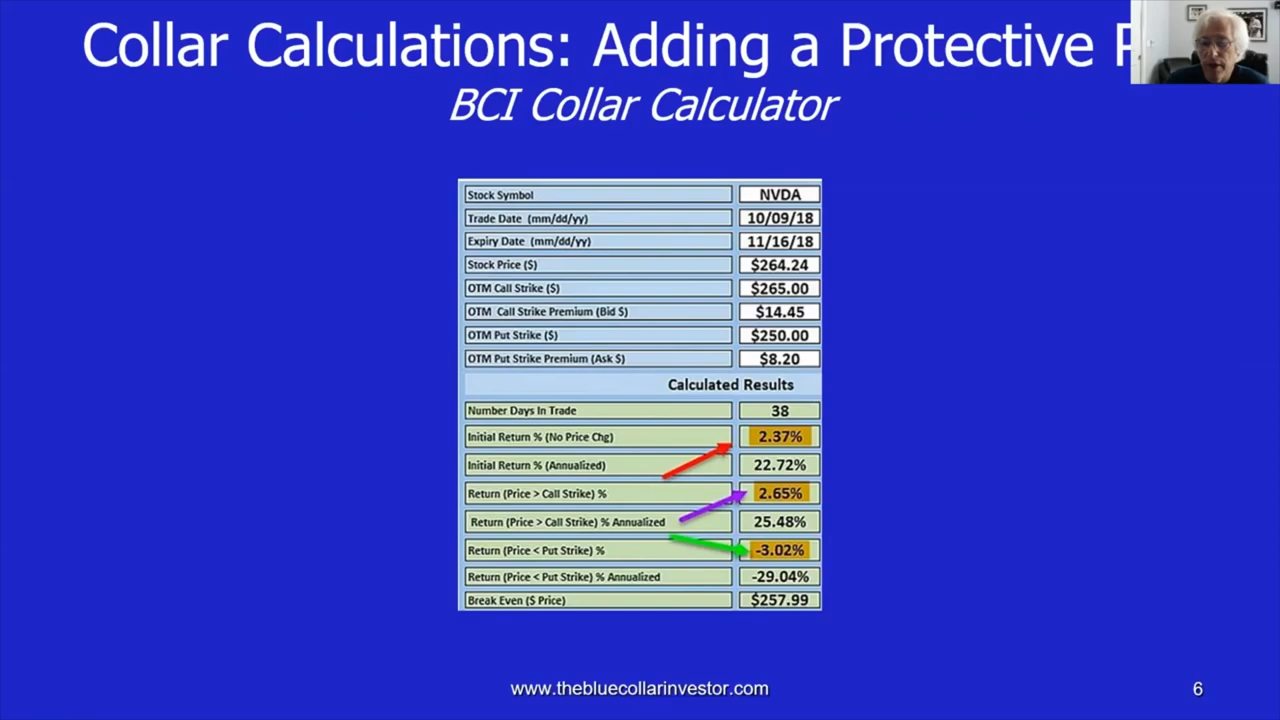 Collar Calculations: Adding a Protective
BCI Collar Calculator
Stock Symbol NVDA
Trade Date (mm/dd/yy) 10/09/18
Expiry Date (mm/dd/yy) 11/16/18
Stock Price ($) $264.24
OTM Call Strike ($) $265.00
OTM Call Strike Premium (Bid $) $14.45
OTM Put Strike ($) $250.00
OTM Put Strike Premium (Ask $) $8.20
Calculated Results
Number Days In Trade 38
Initial Return % (No Price Chg) 2.37%
Initial Return % (Annualized) 22.72%
Return (Price > Call Strike) % 2.65%
Return (Price > Call Strike) % Annualized 25.48%
Return (Price < Put Strike) % -3.02%
Return (Price < Put Strike) % Annualized -29.04%
Break Even ($ Price) $257.99
www.thebluecollarinvestor.com
6